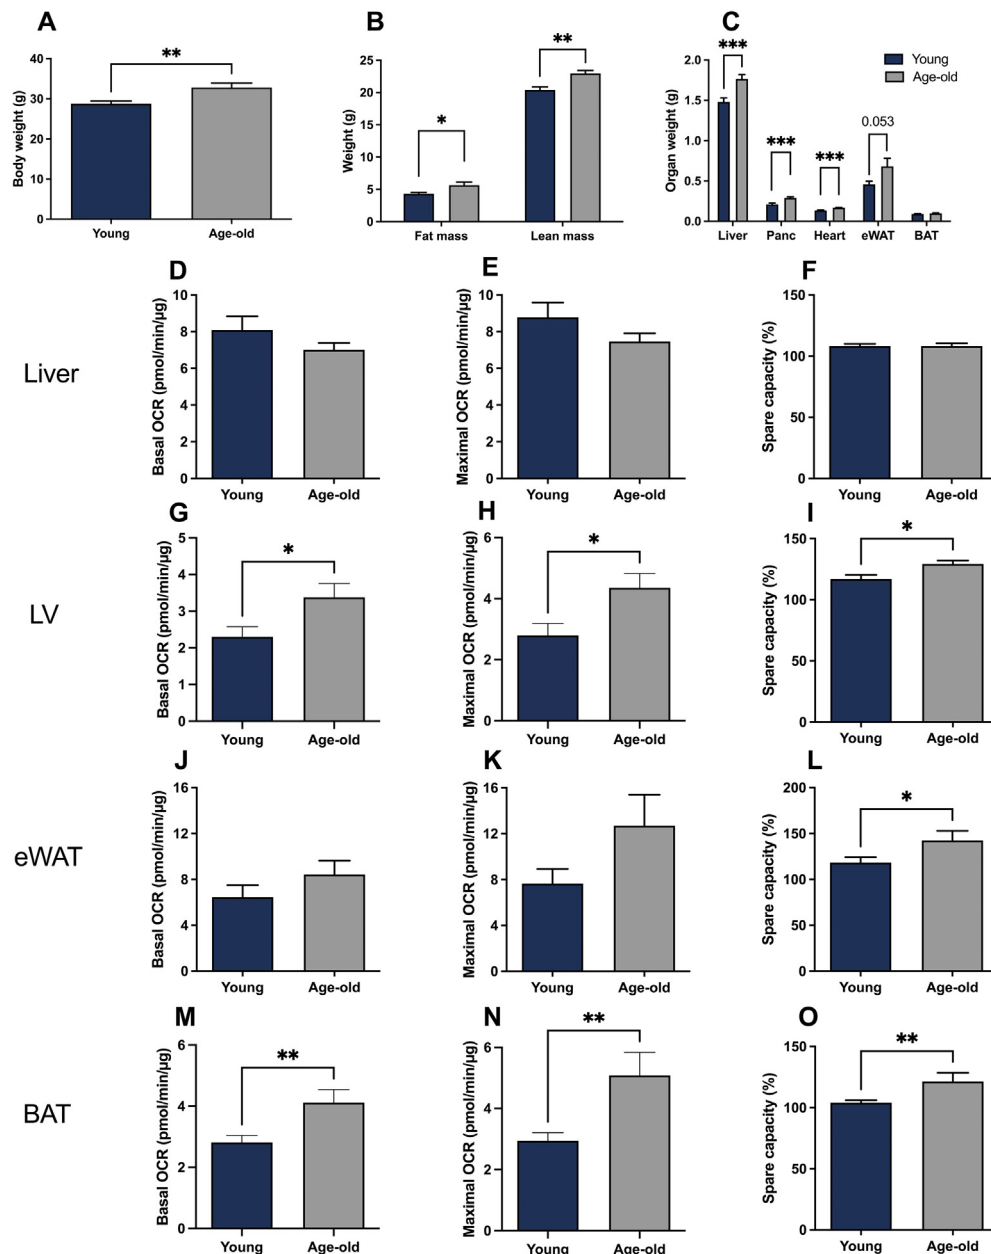 A
Body weight (g)
50
40
30
20
10
0
**
Young
Age-old
B
Weight (g)
25
20
15
10
5
0
*
**
Fat mass
Lean mass
C
Organ weight (g)
2.0
1.5
1.0
0.5
0.0
***
***
***
0.053
Young
Age-old
Liver
Panc
Heart
eWAT
BAT
Liver
D
Basal OCR (pmol/min/µg)
10
8
6
4
2
0
Young
Age-old
E
Maximal OCR (pmol/min/µg)
10
8
6
4
2
0
Young
Age-old
F
Spare capacity (%)
150
100
50
0
Young
Age-old
LV
G
Basal OCR (pmol/min/µg)
5
4
3
2
1
0
*
Young
Age-old
H
Maximal OCR (pmol/min/µg)
6
4
2
0
*
Young
Age-old
I
Spare capacity (%)
150
100
50
0
*
Young
Age-old
eWAT
J
Basal OCR (pmol/min/µg)
16
12
8
4
0
Young
Age-old
K
Maximal OCR (pmol/min/µg)
16
12
8
4
0
Young
Age-old
L
Spare capacity (%)
200
150
100
50
0
*
Young
Age-old
BAT
M
Basal OCR (pmol/min/µg)
6
4
2
0
**
Young
Age-old
N
Maximal OCR (pmol/min/µg)
6
4
2
0
**
Young
Age-old
O
Spare capacity (%)
150
100
50
0
**
Young
Age-old